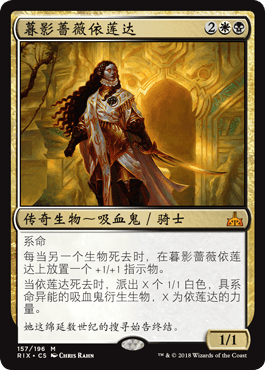 暮影蔷薇依莲达 2
传奇生物～吸血鬼／骑士
系命
每当另一个生物死去时，在暮影蔷薇依莲
达上放置一个 +1/+1 指示物。
当依莲达死去时，派出 X 个 1/1 白色，具系
命异能的吸血鬼衍生生物，X 为依莲达的力
量。
她这绵延数世纪的搜寻始告终结。
1/1
157/196 M
RIX • CS Chris Rahn
™ & © 2018 Wizards of the Coast